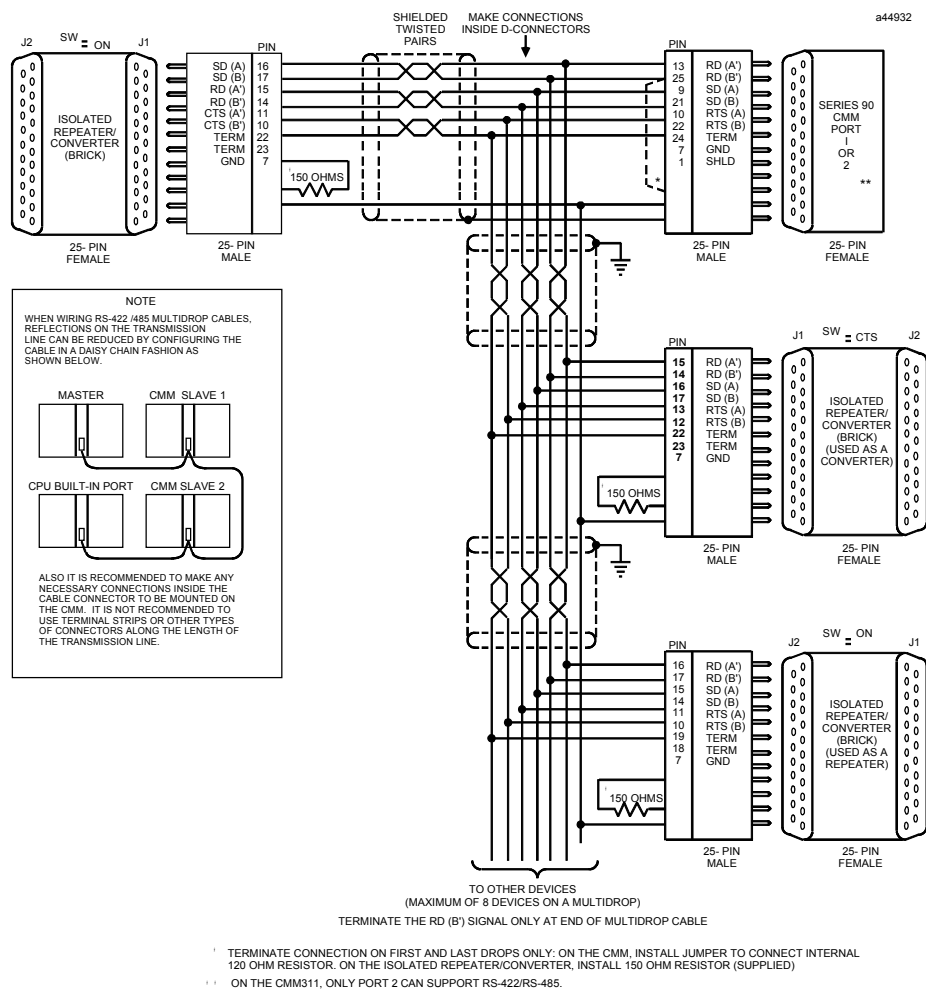 a44932
SHIELDED
TWISTED
PAIRS
MAKE CONNECTIONS
INSIDE D-CONNECTORS
J2
SW
ON
J1
ISOLATED
REPEATER/
CONVERTER
(BRICK)
25- PIN
FEMALE
PIN
SD (A) 16
SD (B) 17
RD (A') 15
RD (B') 14
CTS (A') 11
CTS (B') 10
TERM 22
TERM 23
GND 7
150 OHMS
25- PIN
MALE
PIN
13 RD (A')
25 RD (B')
9 SD (A)
21 SD (B)
10 RTS (A)
22 RTS (B)
24 TERM
7 GND
1 SHLD
*
25- PIN
MALE
SERIES 90
CMM
PORT
I
OR
2
**
25- PIN
FEMALE
NOTE
WHEN WIRING RS-422 /485 MULTIDROP CABLES,
REFLECTIONS ON THE TRANSMISSION
LINE CAN BE REDUCED BY CONFIGURING THE
CABLE IN A DAISY CHAIN FASHION AS
SHOWN BELOW.
MASTER
CMM SLAVE 1
CPU BUILT-IN PORT
CMM SLAVE 2
ALSO IT IS RECOMMENDED TO MAKE ANY
NECESSARY CONNECTIONS INSIDE THE
CABLE CONNECTOR TO BE MOUNTED ON
THE CMM. IT IS NOT RECOMMENDED TO
USE TERMINAL STRIPS OR OTHER TYPES
OF CONNECTORS ALONG THE LENGTH OF
THE TRANSMISSION LINE.
PIN
15 RD (A')
14 RD (B')
16 SD (A)
17 SD (B)
13 RTS (A)
12 RTS (B)
22 TERM
23 TERM
7 GND
150 OHMS
25- PIN
MALE
J1
SW
CTS
J2
ISOLATED
REPEATER/
CONVERTER
(BRICK)
(USED AS A
CONVERTER)
25- PIN
FEMALE
PIN
16 RD (A')
17 RD (B')
15 SD (A)
14 SD (B)
11 RTS (A)
10 RTS (B)
19 TERM
18 TERM
7 GND
150 OHMS
25- PIN
MALE
J2
SW
ON
J1
ISOLATED
REPEATER/
CONVERTER
(BRICK)
(USED AS A
REPEATER)
25- PIN
FEMALE
TO OTHER DEVICES
(MAXIMUM OF 8 DEVICES ON A MULTIDROP)
TERMINATE THE RD (B') SIGNAL ONLY AT END OF MULTIDROP CABLE
TERMINATE CONNECTION ON FIRST AND LAST DROPS ONLY: ON THE CMM, INSTALL JUMPER TO CONNECT INTERNAL
120 OHM RESISTOR. ON THE ISOLATED REPEATER/CONVERTER, INSTALL 150 OHM RESISTOR (SUPPLIED)
ON THE CMM311, ONLY PORT 2 CAN SUPPORT RS-422/RS-485.